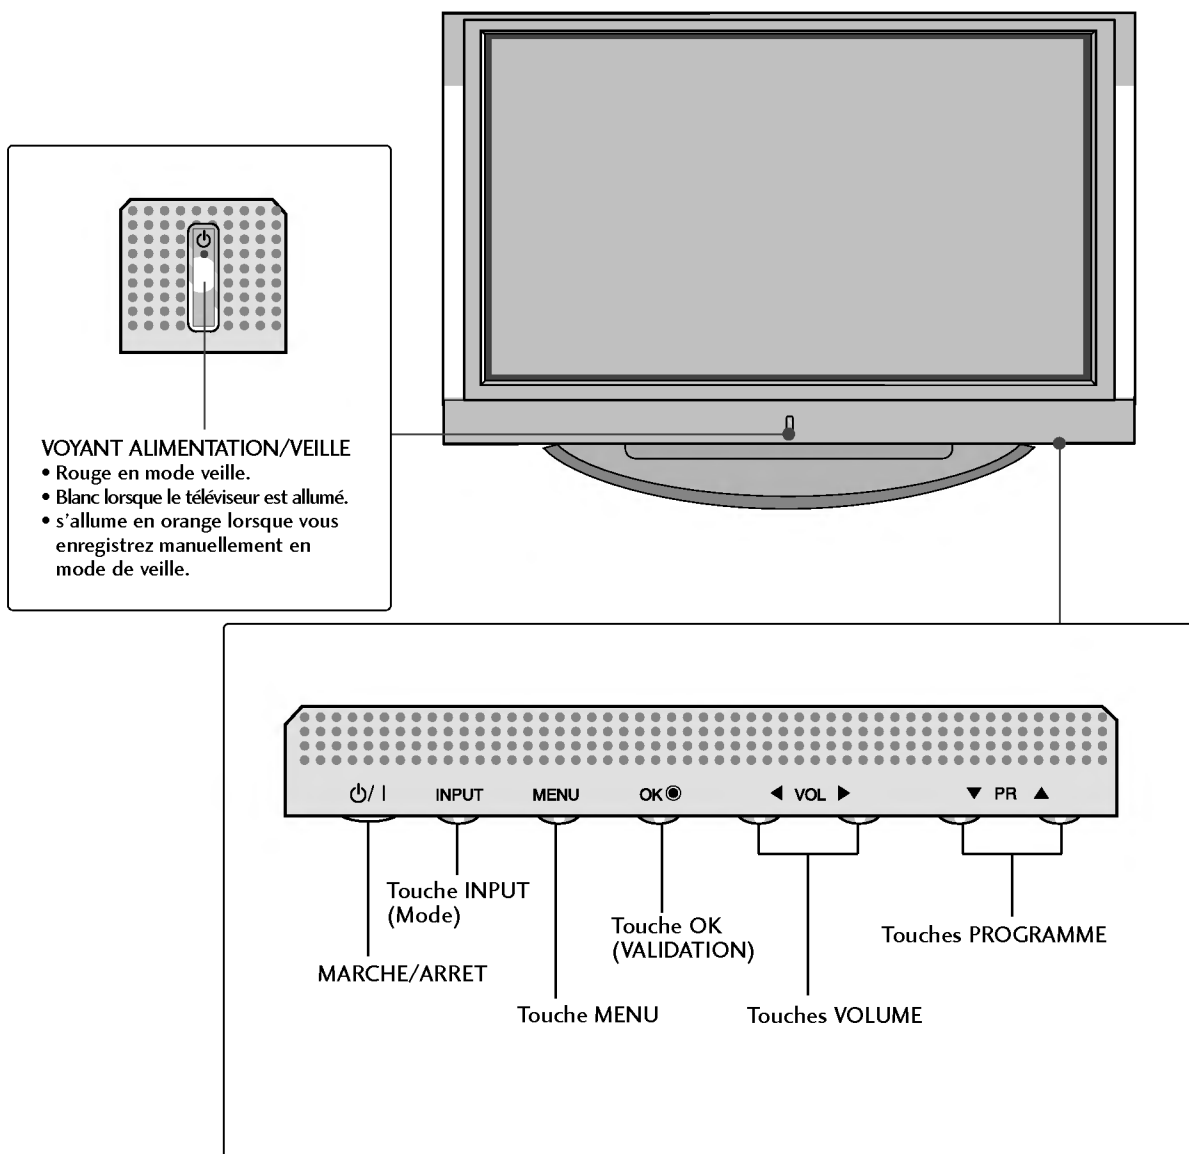 VOYANT ALIMENTATION/VEILLE
• Rouge en mode veille.
• Blanc lorsque le téléviseur est allumé.
• s'allume en orange lorsque vous
enregistrez manuellement en
mode de veille.
/ I INPUT MENU OK VOL PR
Touche INPUT
(Mode)
Touche OK
(VALIDATION)
Touches PROGRAMME
MARCHE/ARRET
Touche MENU
Touches VOLUME